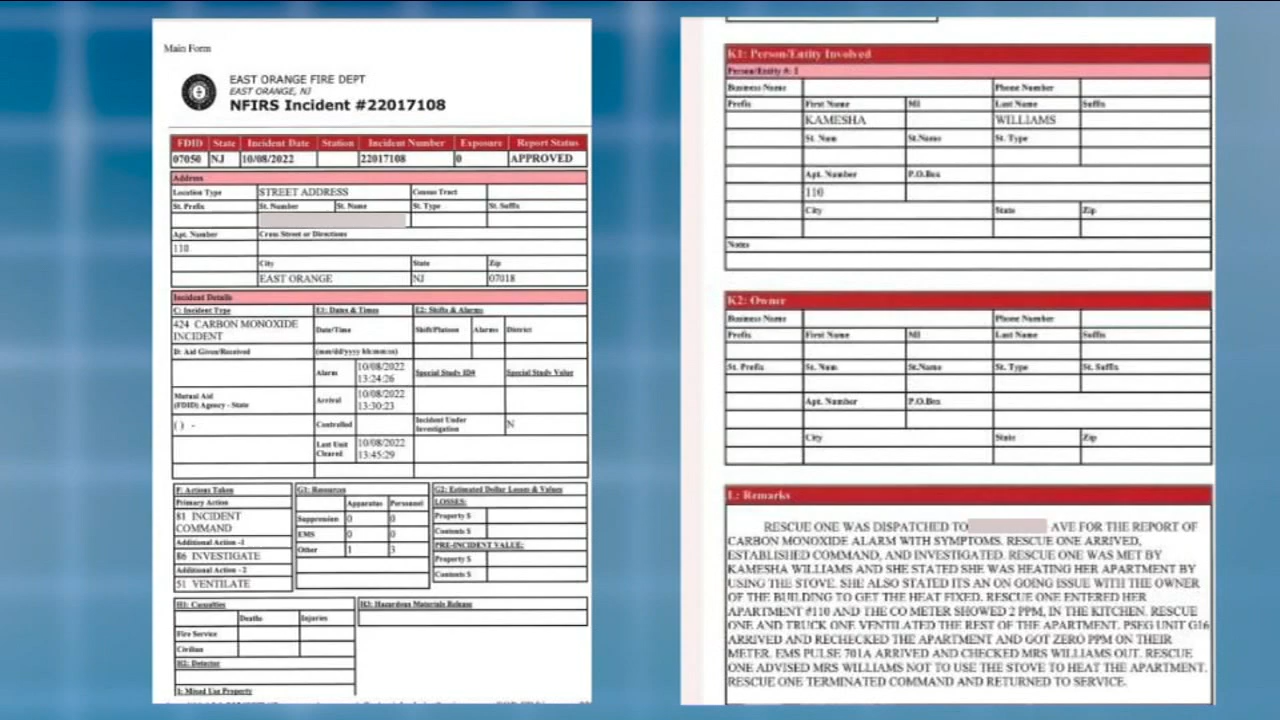 Main Form
EAST ORANGE FIRE DEPT
EAST ORANGE, NJ
NFIRS Incident #22017108
FDID State Incident Date Station Incident Number Exposure Report Status
07050 NJ 10/08/2022 22017108 0 APPROVED
Address
Location Type STREET ADDRESS Census Tract
St. Prefix St. Number St. Name St. Type St. Suffix
Apt. Number Cross Street or Directions
110
City State Zip
EAST ORANGE NJ 07018
Incident Details
C: Incident Type E1: Dates & Times E2: Shifts & Alarms
424 CARBON MONOXIDE
INCIDENT
Date/Time Shift/Platoon Alarms District
D: Aid Given/Received (mm/dd/yyyy hh:mm:ss)
Alarm 10/08/2022
13:24:26
Special Study ID# Special Study Value
Mutual Aid
(FDID) Agency - State
Arrival 10/08/2022
13:30:23
( ) - Controlled Incident Under
Investigation N
Last Unit
Cleared 10/08/2022
13:45:29
F: Actions Taken G1: Resources G2: Estimated Dollar Losses & Values
Primary Action Apparatus Personnel LOSSES:
81 INCIDENT
COMMAND
Suppression 0 0 Property $
EMS 0 0 Contents $
Additional Action -1 Other 1 3 PRE-INCIDENT VALUE:
86 INVESTIGATE Property $
Additional Action - 2 Contents $
51 VENTILATE
H1: Casualties H3: Hazardous Materials Release
Deaths Injuries
Fire Service
Civilian
H2: Detector
I: Mixed Use Property
K1: Person/Entity Involved
Person/Entity #: 1
Business Name Phone Number
Prefix First Name MI Last Name Suffix
KAMESHA WILLIAMS
St. Num St.Name St. Type
Apt. Number P.O.Box
110
City State Zip
Notes
K2: Owner
Business Name Phone Number
Prefix First Name MI Last Name Suffix
St. Prefix St. Num St.Name St. Type St. Suffix
Apt. Number P.O.Box
City State Zip
L: Remarks
RESCUE ONE WAS DISPATCHED TO AVE FOR THE REPORT OF
CARBON MONOXIDE ALARM WITH SYMPTOMS. RESCUE ONE ARRIVED,
ESTABLISHED COMMAND, AND INVESTIGATED. RESCUE ONE WAS MET BY
KAMESHA WILLIAMS AND SHE STATED SHE WAS HEATING HER APARTMENT BY
USING THE STOVE. SHE ALSO STATED ITS AN ON GOING ISSUE WITH THE OWNER
OF THE BUILDING TO GET THE HEAT FIXED. RESCUE ONE ENTERED HER
APARTMENT #110 AND THE CO METER SHOWED 2 PPM, IN THE KITCHEN. RESCUE
ONE AND TRUCK ONE VENTILATED THE REST OF THE APARTMENT. PSEG UNIT G16
ARRIVED AND RECHECKED THE APARTMENT AND GOT ZERO PPM ON THEIR
METER. EMS PULSE 701A ARRIVED AND CHECKED MRS WILLIAMS OUT. RESCUE
ONE ADVISED MRS WILLIAMS NOT TO USE THE STOVE TO HEAT THE APARTMENT.
RESCUE ONE TERMINATED COMMAND AND RETURNED TO SERVICE.